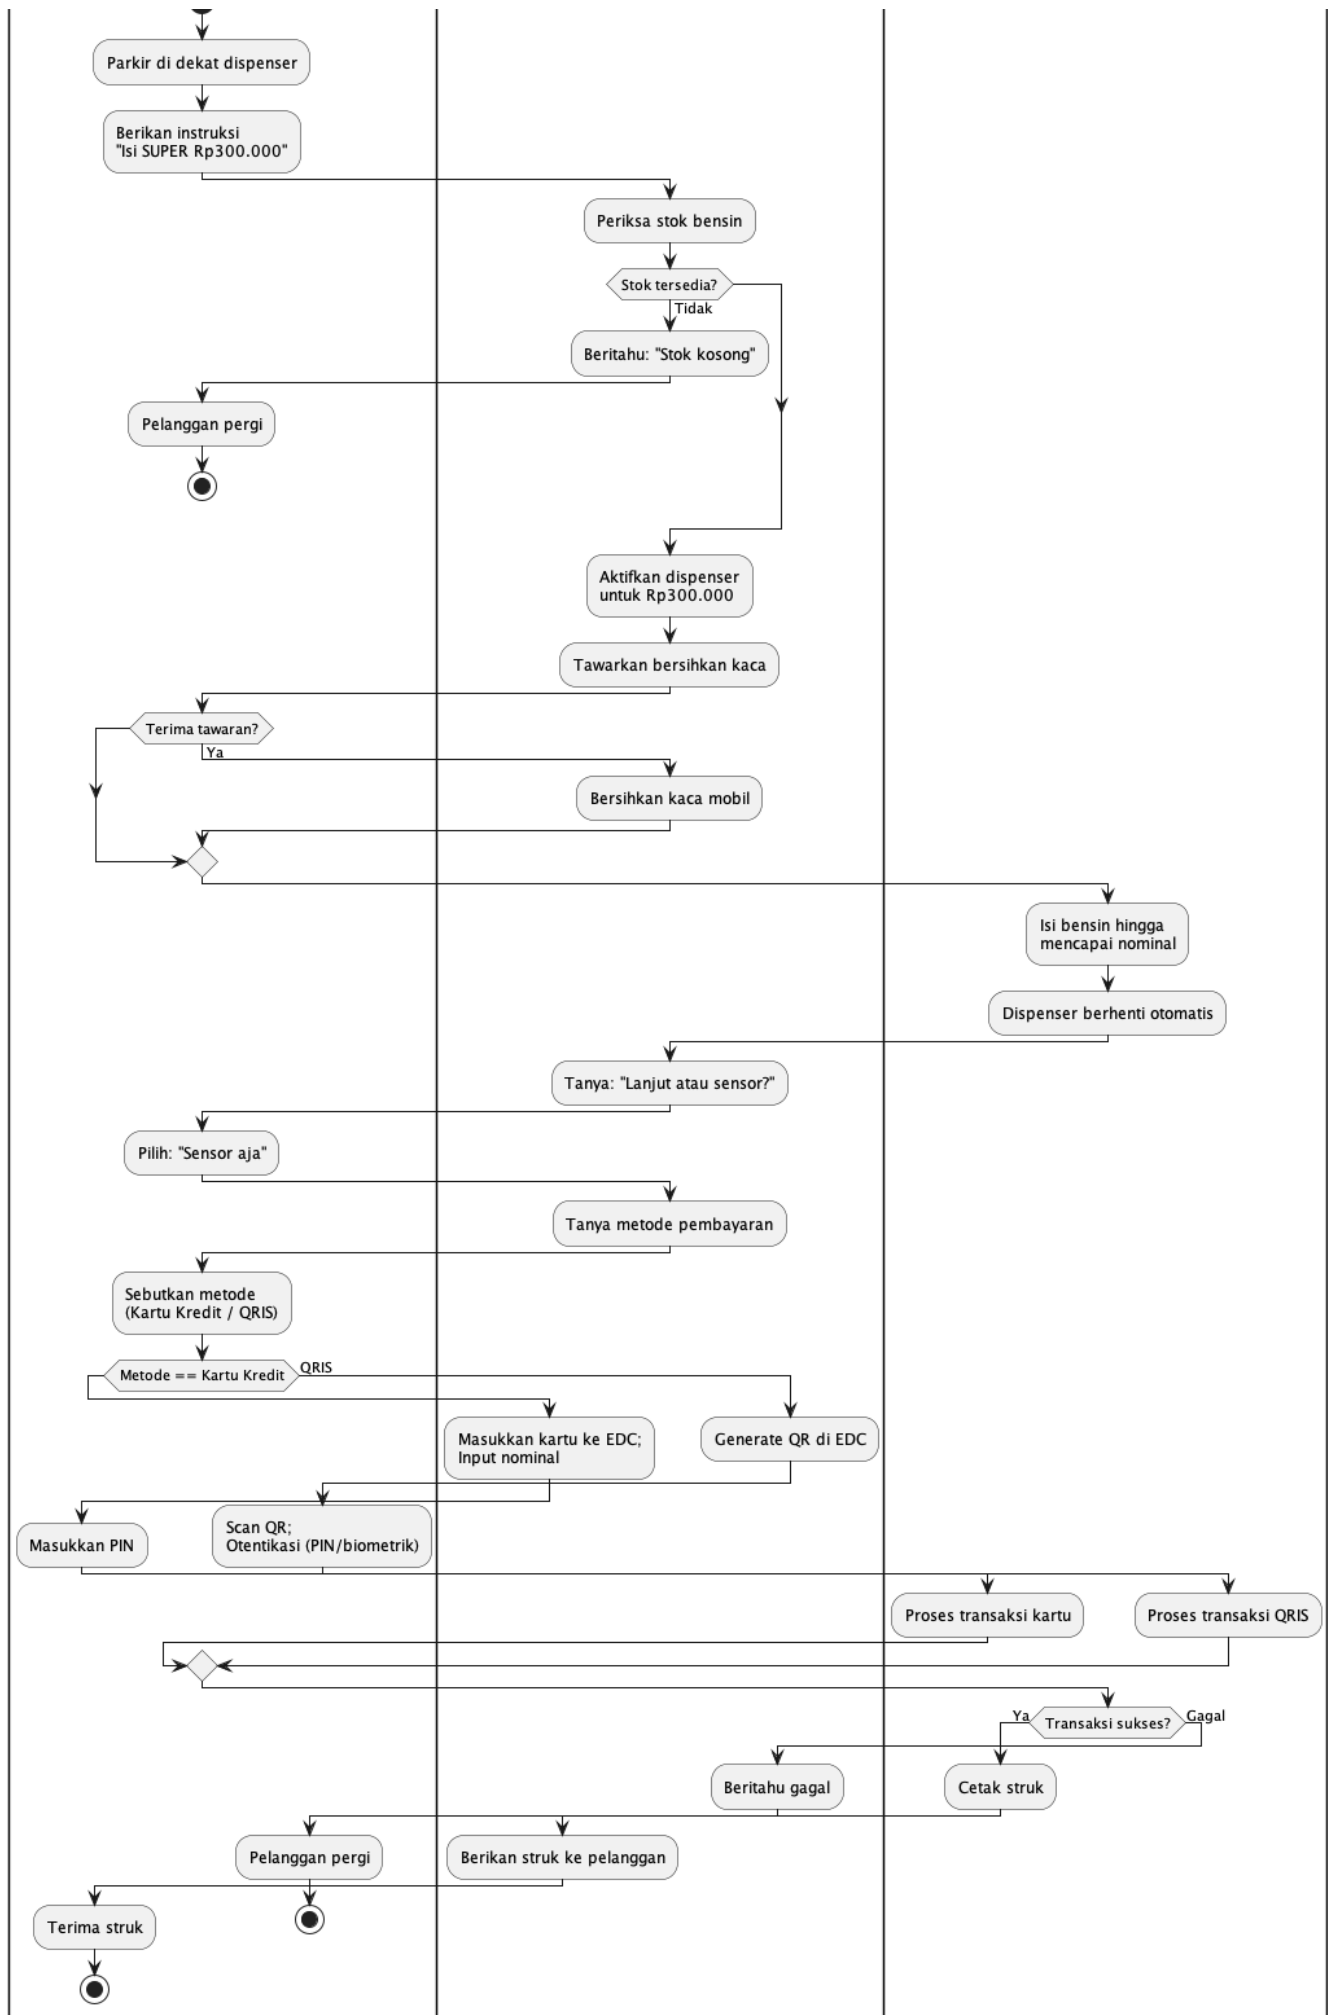 Parkir di dekat dispenser
Berikan instruksi
"Isi SUPER Rp300.000"
Periksa stok bensin
Stok tersedia?
Tidak
Beritahu: "Stok kosong"
Pelanggan pergi
Aktifkan dispenser
untuk Rp300.000
Tawarkan bersihkan kaca
Terima tawaran?
Ya
Bersihkan kaca mobil
Isi bensin hingga
mencapai nominal
Dispenser berhenti otomatis
Tanya: "Lanjut atau sensor?"
Pilih: "Sensor aja"
Tanya metode pembayaran
Sebutkan metode
(Kartu Kredit / QRIS)
Metode == Kartu Kredit
QRIS
Masukkan kartu ke EDC;
Input nominal
Generate QR di EDC
Masukkan PIN
Scan QR;
Otentikasi (PIN/biometrik)
Proses transaksi kartu
Proses transaksi QRIS
Ya
Transaksi sukses?
Gagal
Beritahu gagal
Cetak struk
Pelanggan pergi
Berikan struk ke pelanggan
Terima struk